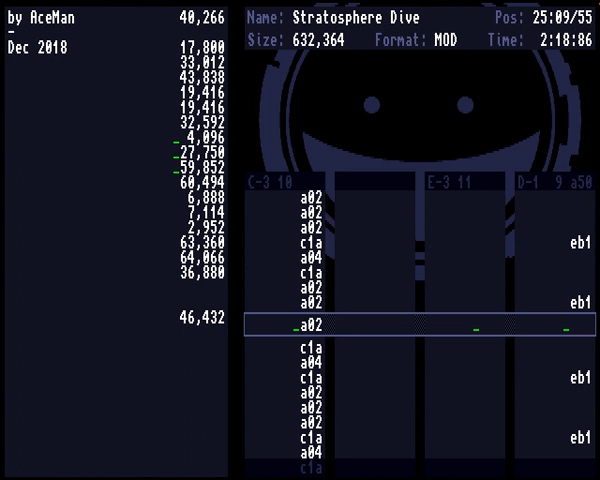 by AceMan 40,266
–
Dec 2018 17,800
33,012
43,838
19,416
19,416
32,592
4,096
27,750
59,852
60,494
6,888
7,114
2,952
63,360
64,066
36,880
46,432
Name: Stratosphere Dive Pos: 25:09/55
Size: 632,364 Format: MOD Time: 2:18:86
C-3 10 E-3 11 D-1 9 a50
a02
a02
a02
c1a eb1
a04
c1a
a02
a02 eb1
a02
c1a
a04
c1a eb1
a02
a02
a02
c1a eb1
a04
c1a